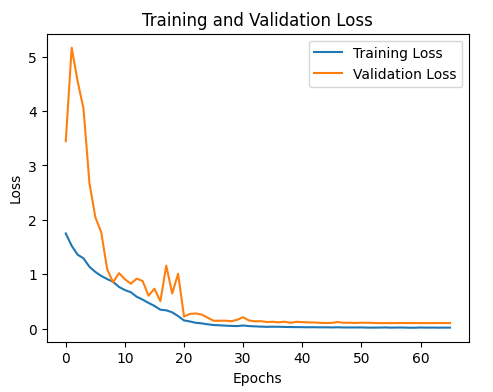 Training and Validation Loss
Training Loss
Validation Loss
Loss
5
4
3
2
1
0
0 10 20 30 40 50 60
Epochs